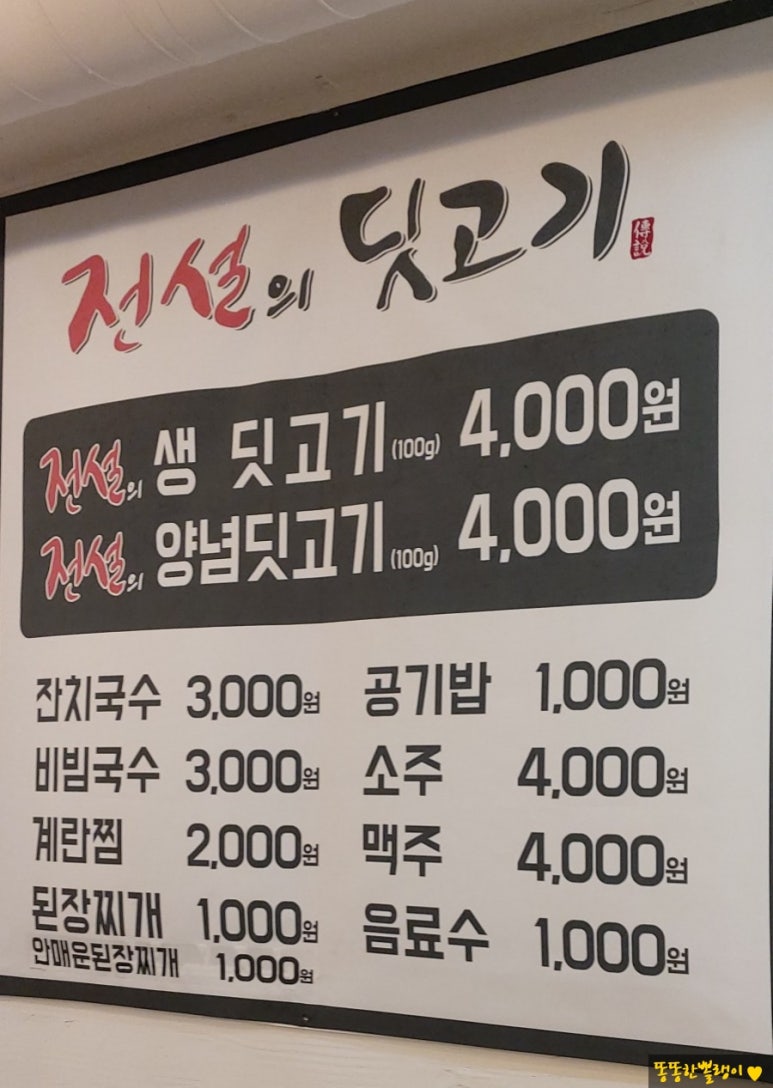 전설의 뒷고기
傳說
전설의 생 뒷고기(100g) 4,000원
전설의 양념뒷고기(100g) 4,000원
잔치국수 3,000원
비빔국수 3,000원
계란찜 2,000원
된장찌개 1,000원
안매운된장찌개 1,000원
공기밥 1,000원
소주 4,000원
맥주 4,000원
음료수 1,000원
똥똥한빨랭이♥